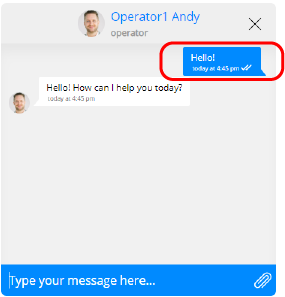 Operator1 Andy
operator
Hello!
today at 4:45 pm
Hello! How can I help you today?
today at 4:45 pm
Type your message here...